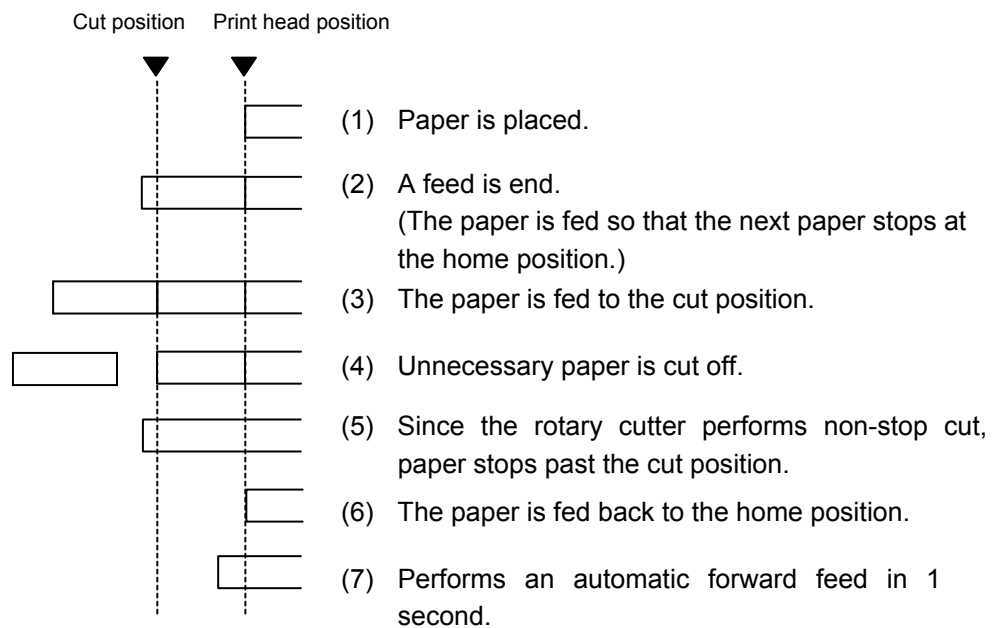 Cut position Print head position
(1) Paper is placed.
(2) A feed is end.
(The paper is fed so that the next paper stops at
the home position.)
(3) The paper is fed to the cut position.
(4) Unnecessary paper is cut off.
(5) Since the rotary cutter performs non-stop cut,
paper stops past the cut position.
(6) The paper is fed back to the home position.
(7) Performs an automatic forward feed in 1
second.